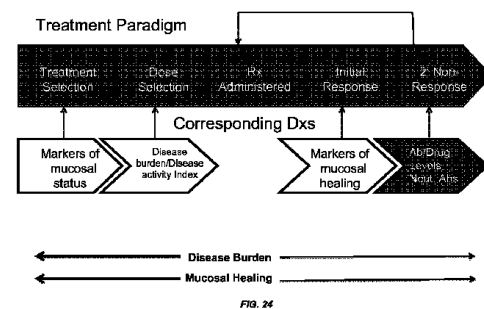 Treatment Paradigm
Treatment
Selection
Dose
Selection
Rx
Administered
Initial
Response
2° Non-
Response
Corresponding Dxs
Markers of
mucosal
status
Disease
burden/Disease
activity Index
Markers of
mucosal
healing
Ab/Drug
Levels
Neut. Abs
Disease Burden
Mucosal Healing
FIG. 24